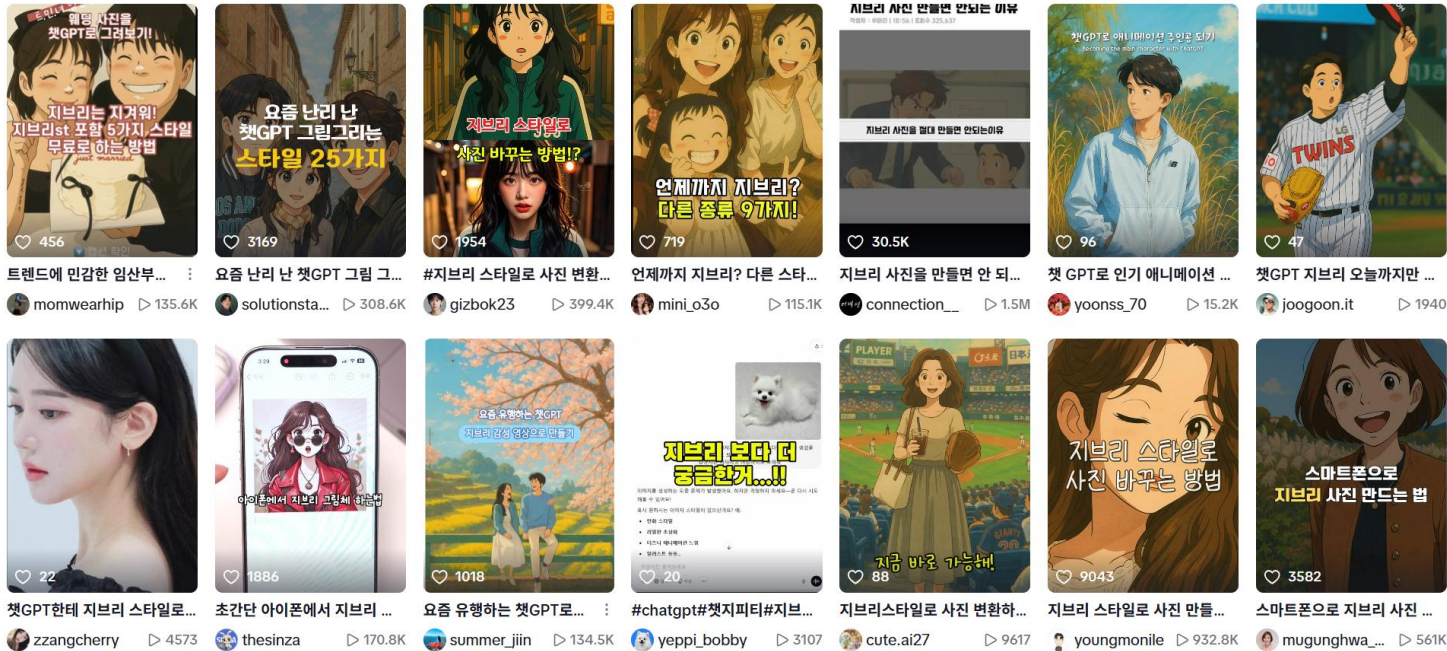 웨딩 사진을
챗GPT로 그려보기!
지브리는 지겨워!
지브리st 포함 5가지 스타일
무료로 하는 방법
just married
456
트렌드에 민감한 임산부...
momwearhip 135.6K
요즘 난리 난
챗GPT 그림그리는
스타일 25가지
3169
요즘 난리 난 챗GPT 그림 그...
solutionsta... 308.6K
지브리 스타일로
사진 바꾸는 방법!?
1954
#지브리 스타일로 사진 변환...
gizbok23 399.4K
언제까지 지브리?
다른 종류 9가지!
719
언제까지 지브리? 다른 스타...
mini_o3o 115.1K
지브리 사진 만들면 안되는 이유
18:56 | 조회수 325,637
지브리 사진을 절대 만들면 안되는이유
30.5K
지브리 사진을 만들면 안 되...
connection__ 1.5M
챗GPT로 애니메이션 주인공 되기
Becoming the main character with ChatGPT
96
챗 GPT로 인기 애니메이션 ...
yoonss_70 15.2K
LG
TWINS
47
챗GPT 지브리 오늘까지만 ...
joogoon.it 1940
22
챗GPT한테 지브리 스타일로...
zzangcherry 4573
3:29
아이폰에서 지브리 그림체 하는법
1886
초간단 아이폰에서 지브리 ...
thesinza 170.8K
요즘 유행하는 챗GPT
지브리 감성 영상으로 만들기
1018
요즘 유행하는 챗GPT로...
summer_jiin 134.5K
지브리 보다 더
궁금한거...!!
20
#chatgpt#챗지피티#지브...
yeppi_bobby 3107
PLAYER
GIANTS
지금 바로 가능해!
88
지브리스타일로 사진 변환하...
cute.ai27 9617
지브리 스타일로
사진 바꾸는 방법
9043
지브리 스타일로 사진 만들...
youngmonile 932.8K
스마트폰으로
지브리 사진 만드는 법
3582
스마트폰으로 지브리 사진 ...
mugunghwa_... 561K